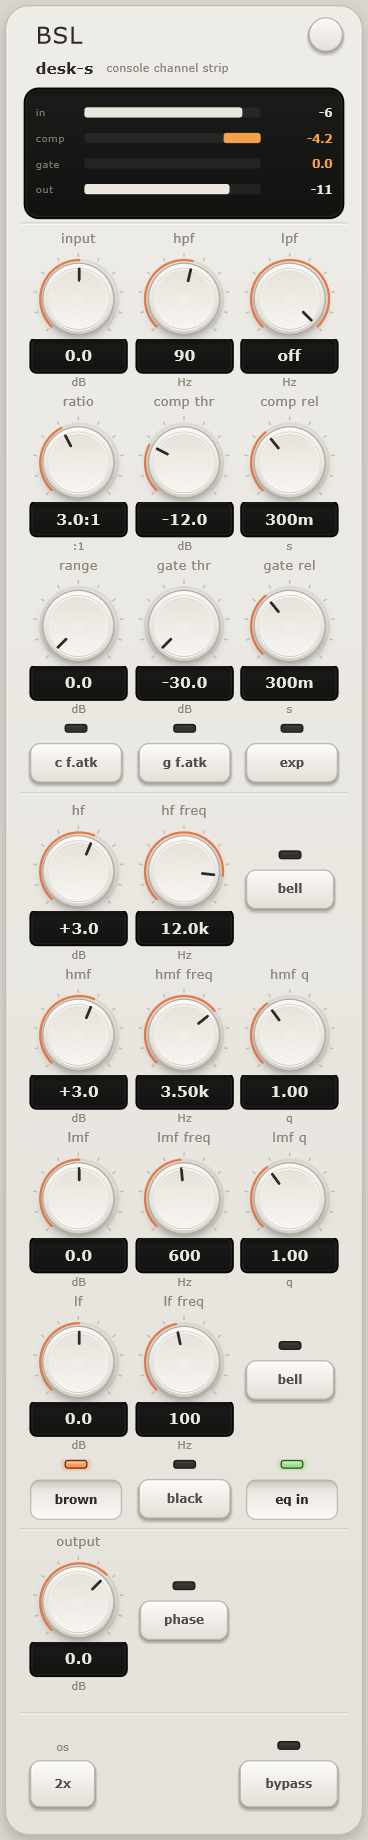 BSL
desk-s console channel strip
in -6
comp -4.2
gate 0.0
out -11
input hpf lpf
0.0 90 off
dB Hz Hz
ratio comp thr comp rel
3.0:1 -12.0 300m
:1 dB s
range gate thr gate rel
0.0 -30.0 300m
dB dB s
c f.atk g f.atk exp
hf hf freq
bell
+3.0 12.0k
dB Hz
hmf hmf freq hmf q
+3.0 3.50k 1.00
dB Hz q
lmf lmf freq lmf q
0.0 600 1.00
dB Hz q
lf lf freq
bell
0.0 100
dB Hz
brown black eq in
output
phase
0.0
dB
os
2x bypass